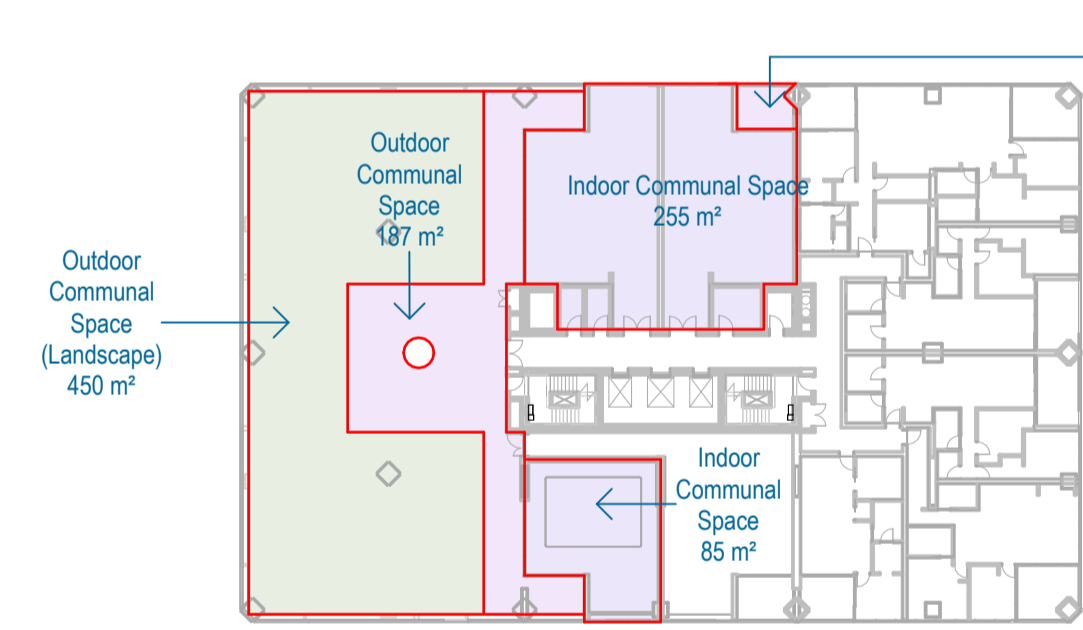 Outdoor
Communal
Space
187 m²
Indoor Communal Space
255 m²
Outdoor
Communal
Space
(Landscape)
450 m²
Indoor
Communal
Space
85 m²